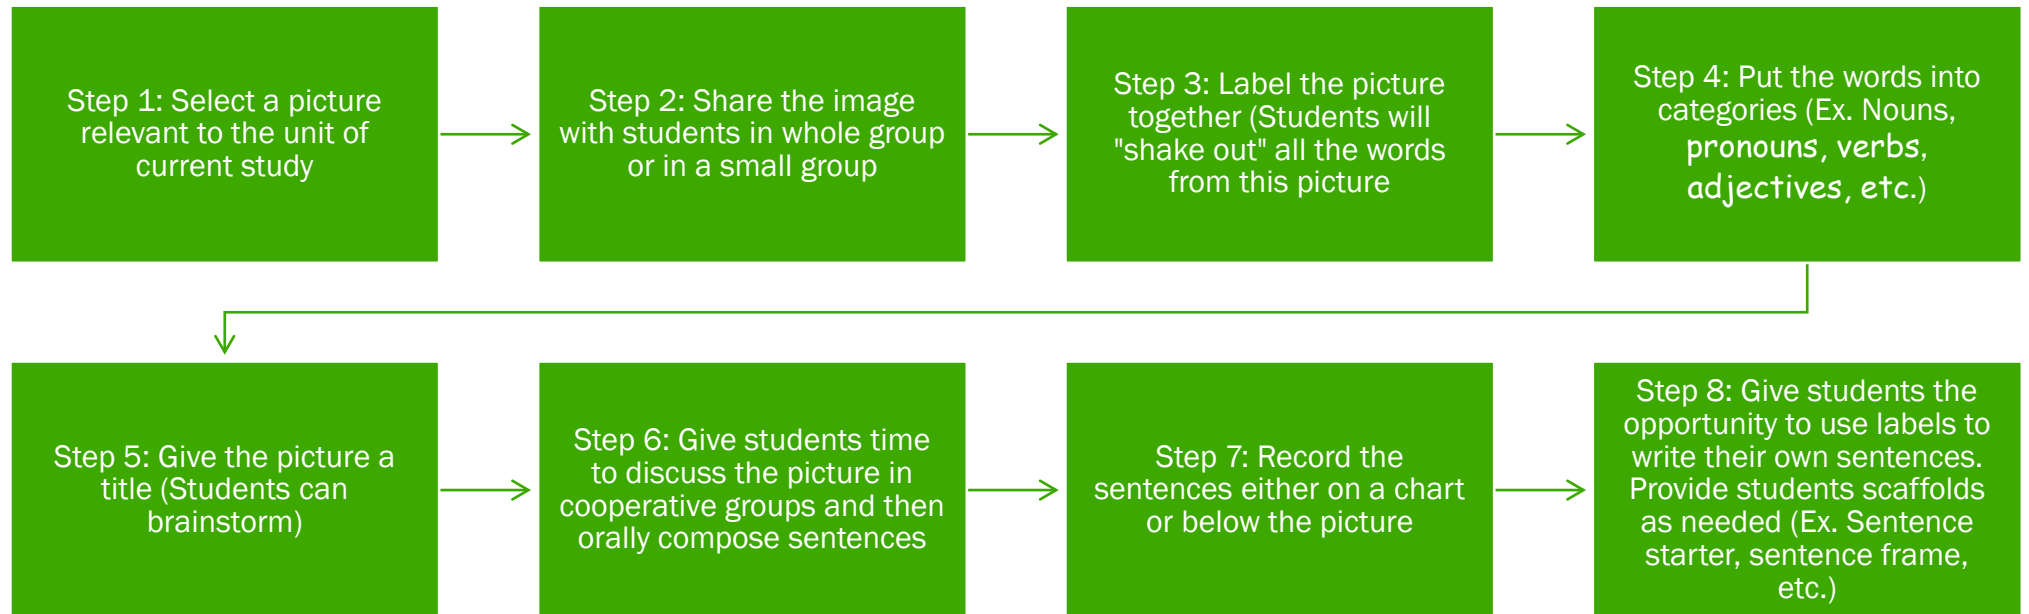 Step 1: Select a picture
relevant to the unit of
current study
Step 2: Share the image
with students in whole group
or in a small group
Step 3: Label the picture
together (Students will
"shake out" all the words
from this picture
Step 4: Put the words into
categories (Ex. Nouns,
pronouns, verbs,
adjectives, etc.)
Step 5: Give the picture a
title (Students can
brainstorm)
Step 6: Give students time
to discuss the picture in
cooperative groups and then
orally compose sentences
Step 7: Record the
sentences either on a chart
or below the picture
Step 8: Give students the
opportunity to use labels to
write their own sentences.
Provide students scaffolds
as needed (Ex. Sentence
starter, sentence frame,
etc.)